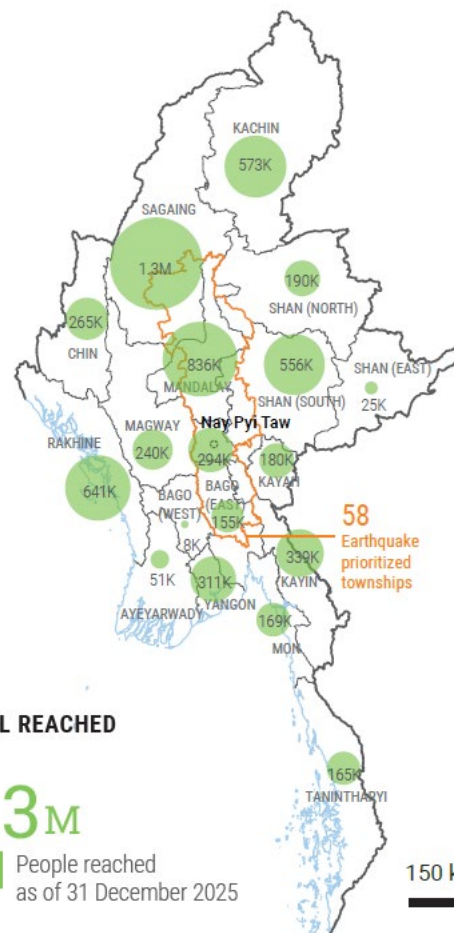 KACHIN
573K
SAGAING
1.3M
190K
SHAN (NORTH)
265K
CHIN
836K
MANDALAY
556K
SHAN (SOUTH)
SHAN (EAST)
25K
Nay Pyi Taw
294K
MAGWAY
240K
RAKHINE
641K
180K
KAYAH
BAGO
(WEST)
8K
BAGO
(EAST)
155K
58
Earthquake
prioritized
townships
339K
KAYIN
51K
AYEYARWADY
311K
YANGON
169K
MON
165K
TANINTHARYI
L REACHED
3M
People reached
as of 31 December 2025
150 k